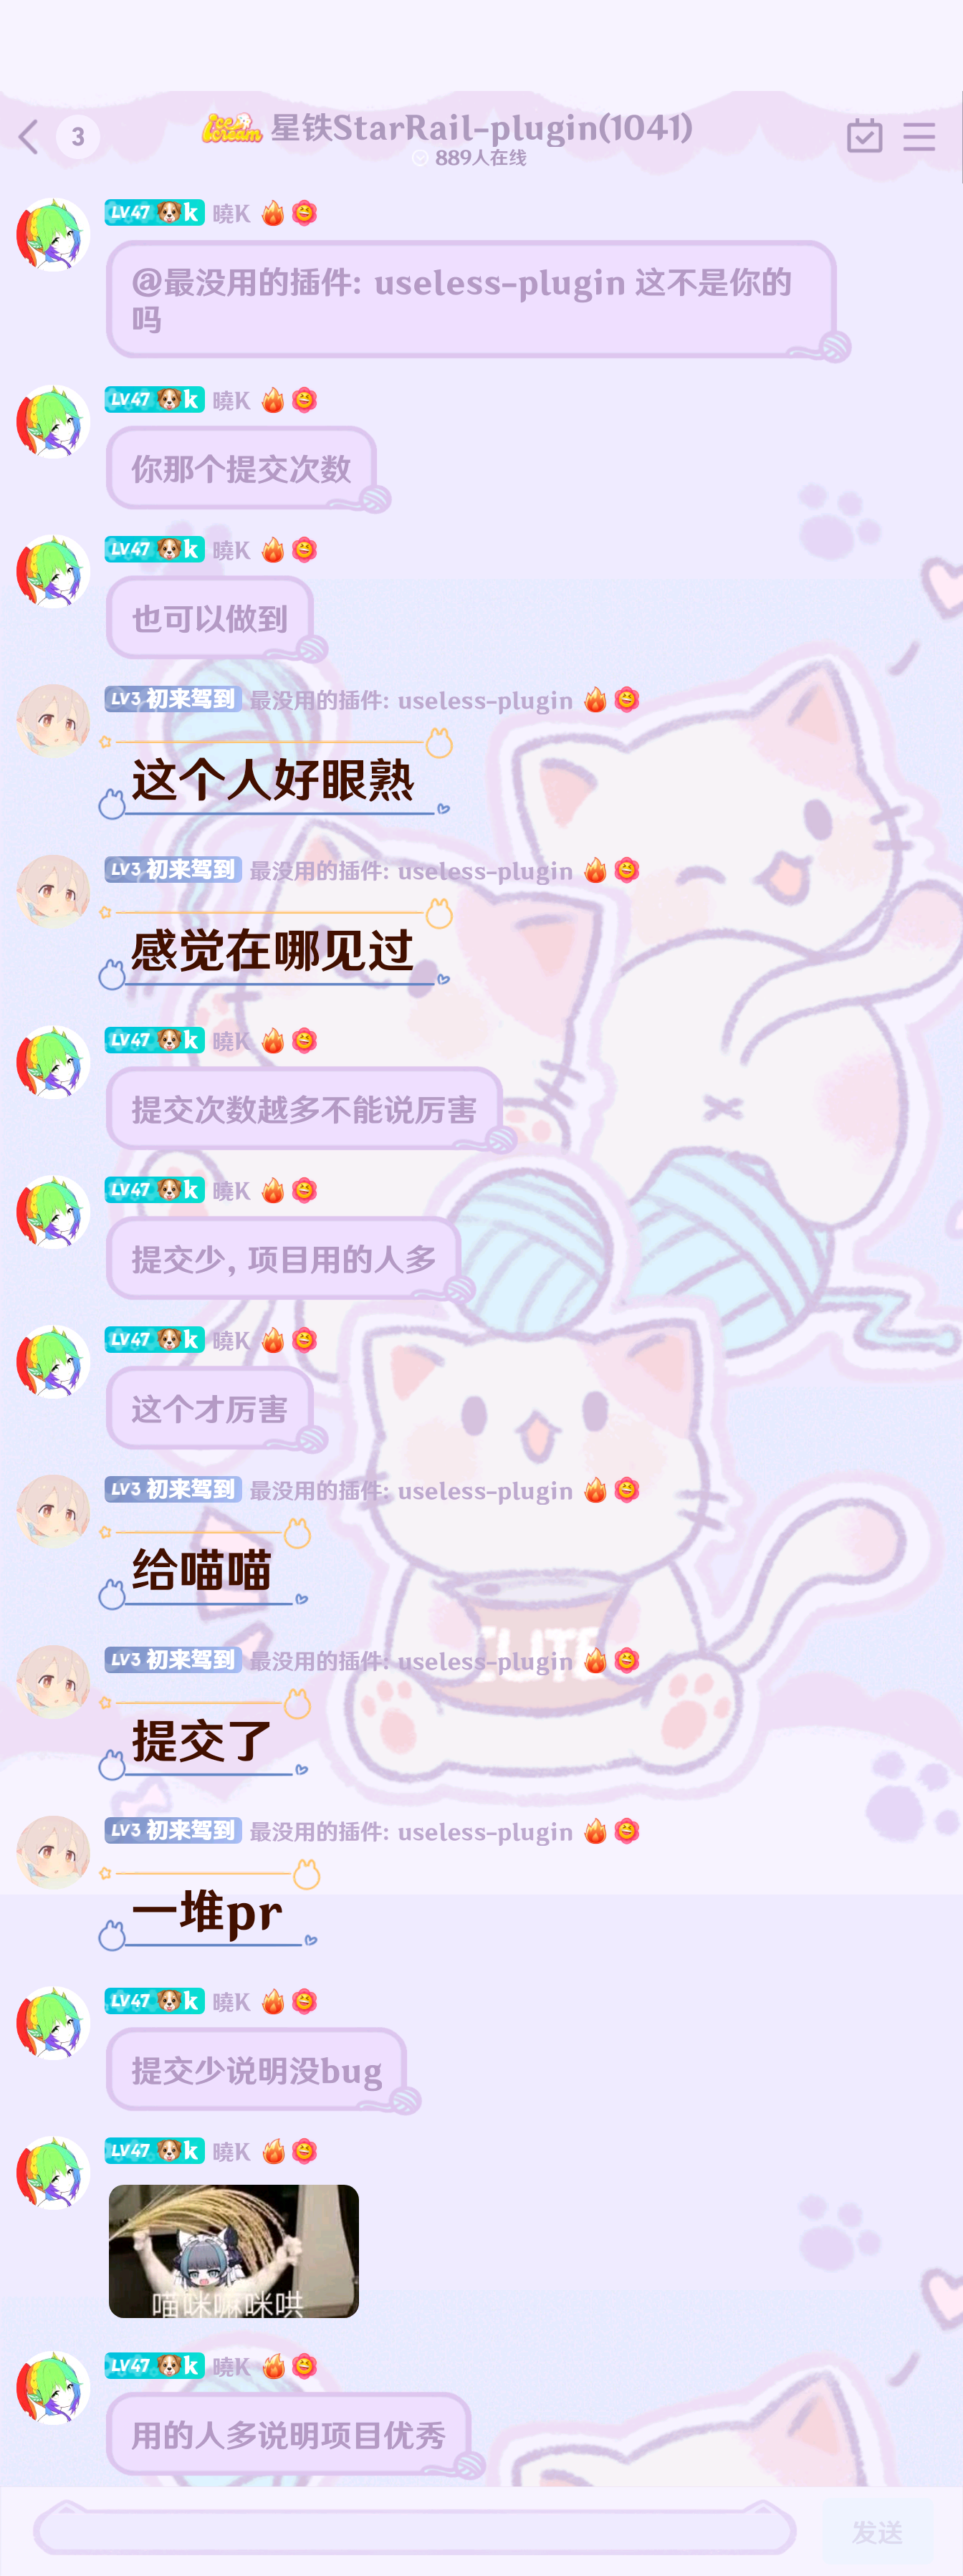 3
ice cream 星铁StarRail-plugin(1041)
889人在线
LV47 k 曉K
@最没用的插件: useless-plugin 这不是你的
吗
LV47 k 曉K
你那个提交次数
LV47 k 曉K
也可以做到
LV3 初来驾到 最没用的插件: useless-plugin
这个人好眼熟
LV3 初来驾到 最没用的插件: useless-plugin
感觉在哪见过
LV47 k 曉K
提交次数越多不能说厉害
LV47 k 曉K
提交少, 项目用的人多
LV47 k 曉K
这个才厉害
LV3 初来驾到 最没用的插件: useless-plugin
给喵喵
LV3 初来驾到 最没用的插件: useless-plugin
提交了
LV3 初来驾到 最没用的插件: useless-plugin
一堆pr
LV47 k 曉K
提交少说明没bug
LV47 k 曉K
喵咪嘛咪哄
LV47 k 曉K
用的人多说明项目优秀
发送